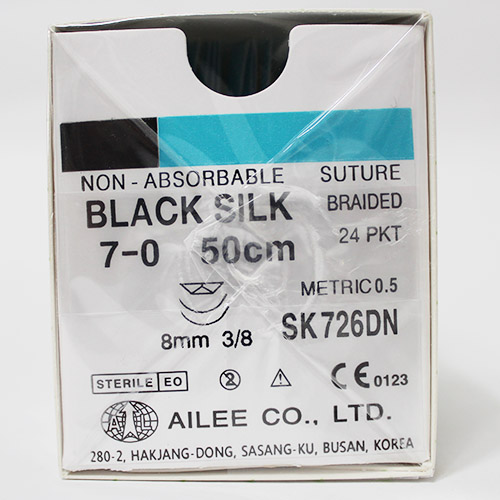 NON - ABSORBABLE SUTURE
BLACK SILK BRAIDED
7-0 50cm 24 PKT
METRIC 0.5
8mm 3/8 SK726DN
STERILE EO 2 CE 0123
AILEE CO., LTD.
280-2, HAKJANG-DONG, SASANG-KU, BUSAN, KOREA